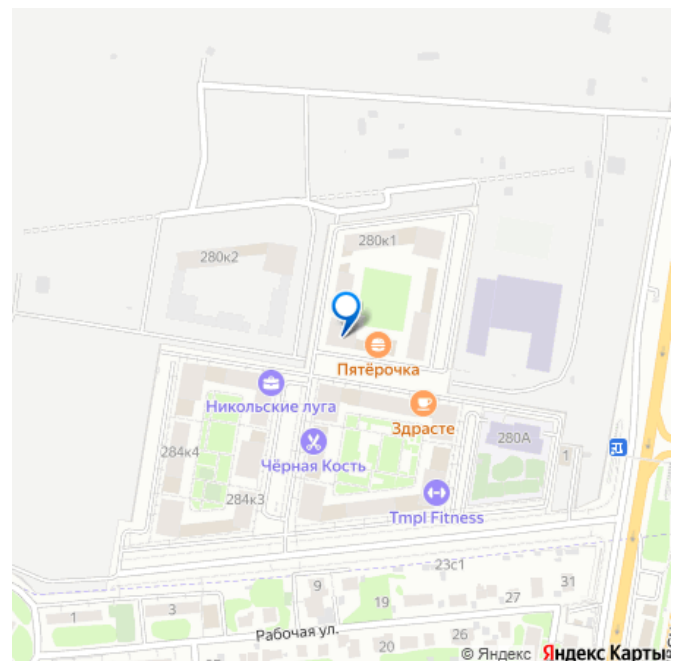 280к1
280к2
Пятёрочка
Никольские луга
Здрасте
280А
Чёрная Кость
1
284к4
284к3
Tmpl Fitness
23с1
31
9
27
19
1
3
Рабочая ул.
26
20
© Яндекс Яндекс Карты